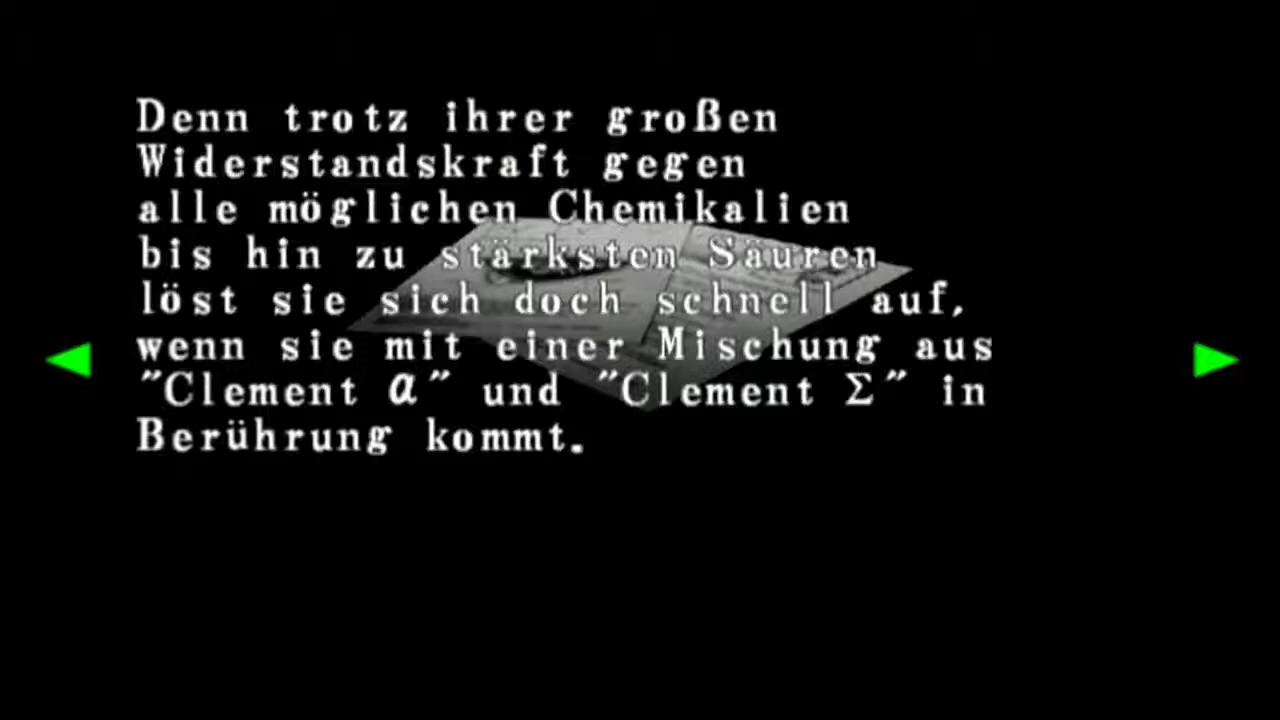 Denn trotz ihrer großen
Widerstandskraft gegen
alle möglichen Chemikalien
bis hin zu stärksten Säuren
löst sie sich doch schnell auf,
wenn sie mit einer Mischung aus
"Clement α" und "Clement Σ" in
Berührung kommt.